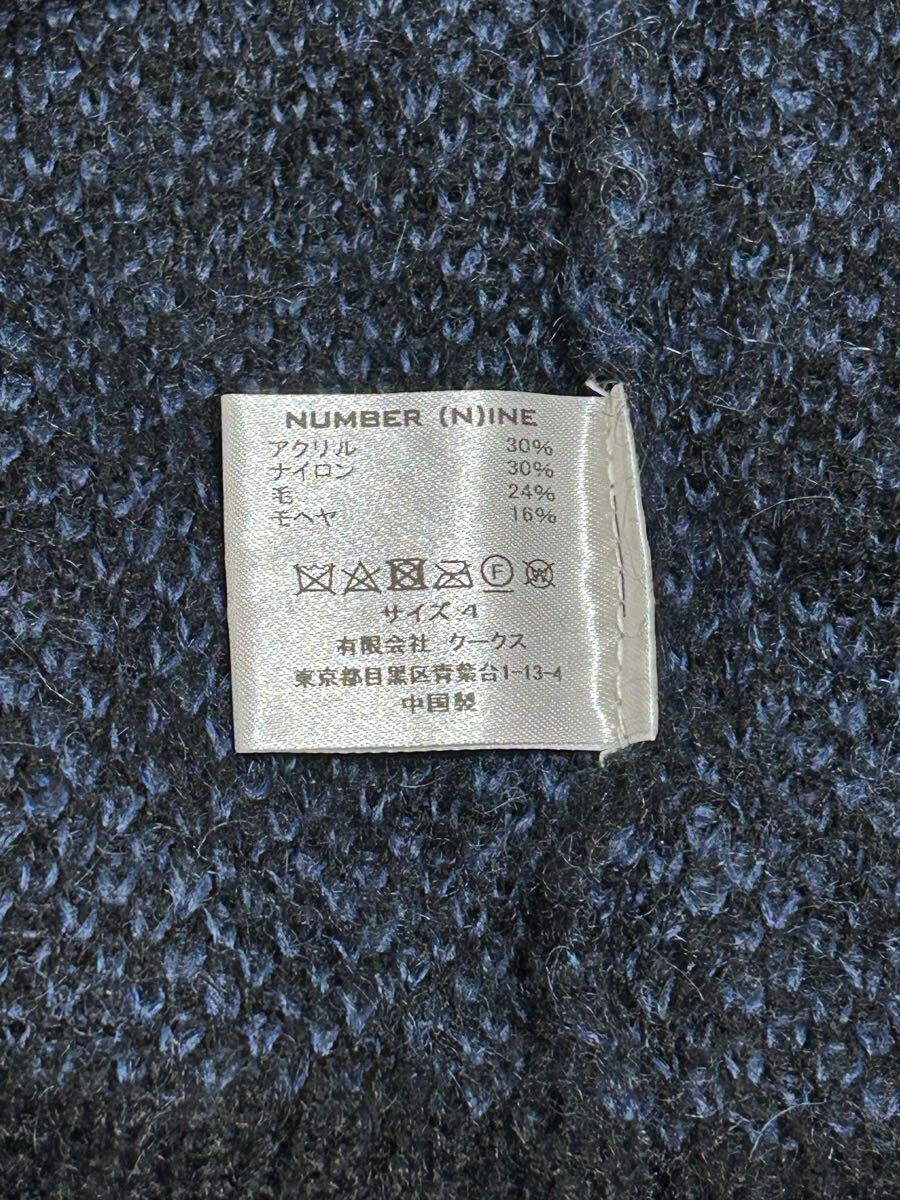 NUMBER (N)INE
アクリル 30%
ナイロン 30%
毛 24%
モヘヤ 16%
F W
サイズ 4
有限会社 クークス
東京都目黒区青葉台1-13-4
中国製